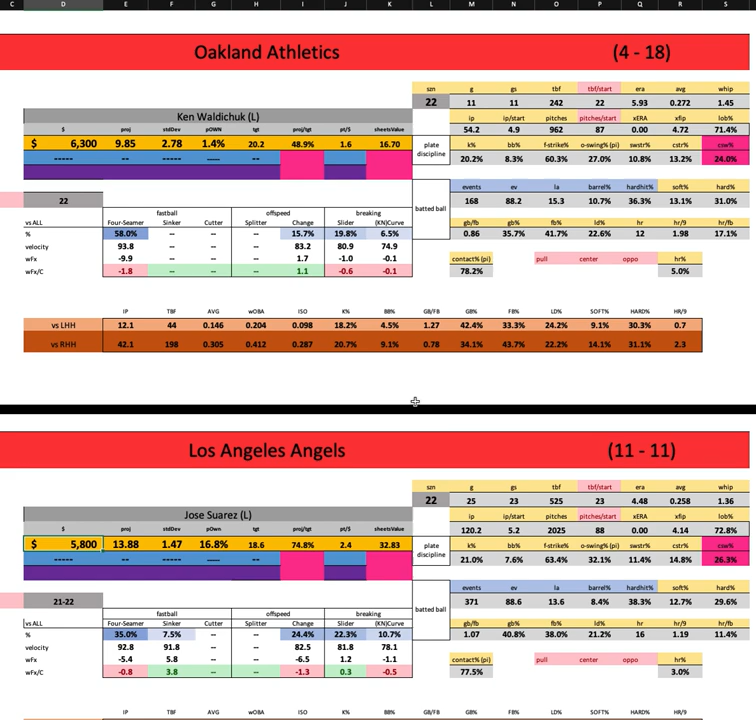 C D E F G H I J K L M N O P Q R S
Oakland Athletics (4 - 18)
szn g gs tbf tbf/start era avg whip
22 11 11 242 22 5.93 0.272 1.45
Ken Waldichuk (L) ip ip/start pitches pitches/start xERA xfip lob%
54.2 4.9 962 87 0.00 4.72 71.4%
$ proj stdDev pOWN tgt proj/tgt pt/$ sheetsValue
$ 6,300 9.85 2.78 1.4% 20.2 48.9% 1.6 16.70
plate discipline k% bb% f-strike% o-swing% (pi) swstr% cstr% csw%
----- -- -- — --
20.2% 8.3% 60.3% 27.0% 10.8% 13.2% 24.0%
events ev la barrel% hardhit% soft% hard%
22 168 88.2 15.3 10.7% 36.3% 13.1% 31.0%
fastball offspeed breaking batted ball
vs ALL Four-Seamer Sinker Cutter Splitter Change Slider (KN)Curve gb/fb gb% fb% ld% hr hr/9 hr/fb
% 58.0% -- -- -- 15.7% 19.8% 6.5% 0.86 35.7% 41.7% 22.6% 12 1.98 17.1%
velocity 93.8 -- -- -- 83.2 80.9 74.9
wFx -9.9 -- -- -- 1.7 -1.0 -0.1 contact% (pi) pull center oppo hr%
wFx/C -1.8 -- -- -- 1.1 -0.6 -0.1 78.2% 5.0%
IP TBF AVG wOBA ISO K% BB% GB/FB GB% FB% LD% SOFT% HARD% HR/9
vs LHH 12.1 44 0.146 0.204 0.098 18.2% 4.5% 1.27 42.4% 33.3% 24.2% 9.1% 30.3% 0.7
vs RHH 42.1 198 0.305 0.412 0.287 20.7% 9.1% 0.78 34.1% 43.7% 22.2% 14.1% 31.1% 2.3
Los Angeles Angels (11 - 11)
szn g gs tbf tbf/start era avg whip
22 25 23 525 23 4.48 0.258 1.36
Jose Suarez (L) ip ip/start pitches pitches/start xERA xfip lob%
120.2 5.2 2025 88 0.00 4.14 72.8%
$ proj stdDev pOwn tgt proj/tgt pt/$ sheetsValue
$ 5,800 13.88 1.47 16.8% 18.6 74.8% 2.4 32.83
plate discipline k% bb% f-strike% o-swing% (pi) swstr% cstr% csw%
----- -- -- — --
21.0% 7.6% 63.4% 32.1% 11.4% 14.8% 26.3%
events ev la barrel% hardhit% soft% hard%
21-22 371 88.6 13.6 8.4% 38.3% 12.7% 29.6%
fastball offspeed breaking batted ball
vs ALL Four-Seamer Sinker Cutter Splitter Change Slider (KN)Curve gb/fb gb% fb% ld% hr hr/9 hr/fb
% 35.0% 7.5% -- -- 24.4% 22.3% 10.7% 1.07 40.8% 38.0% 21.2% 16 1.19 11.4%
velocity 92.8 91.8 -- -- 82.5 81.8 78.1
wFx -5.4 5.8 -- -- -6.5 1.2 -1.1 contact% (pi) pull center oppo hr%
wFx/C -0.8 3.8 -- -- -1.3 0.3 -0.5 77.5% 3.0%
IP TBF AVG wOBA ISO K% BB% GB/FB GB% FB% LD% SOFT% HARD% HR/9